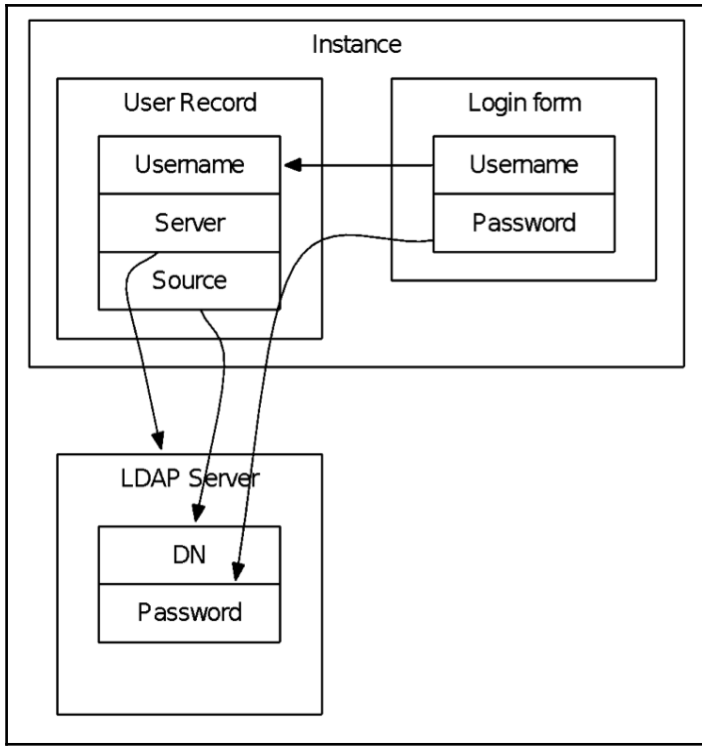 Instance
User Record
Username
Server
Source
Login form
Username
Password
LDAP Server
DN
Password